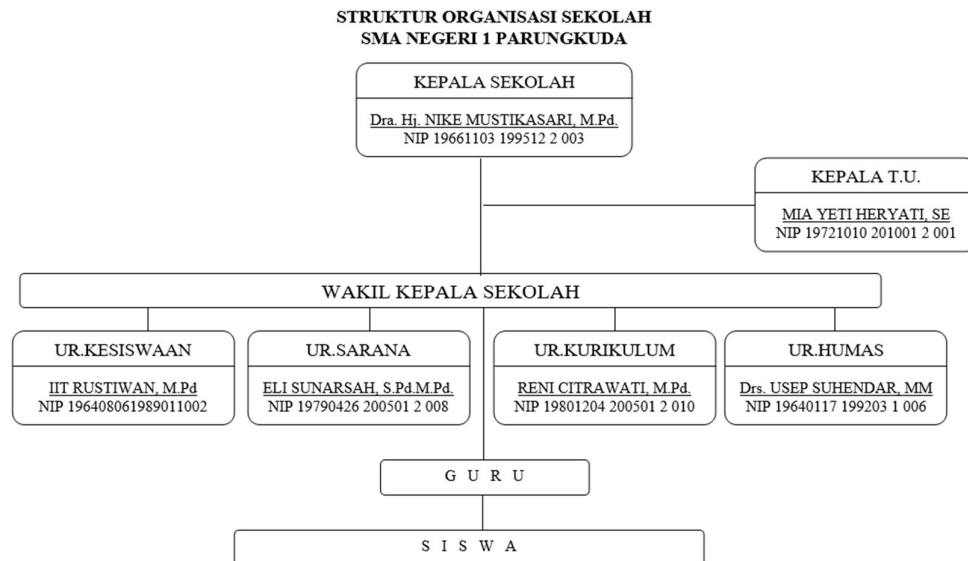 STRUKTUR ORGANISASI SEKOLAH
SMA NEGERI 1 PARUNGKUDA
KEPALA SEKOLAH
Dra. Hj. NIKE MUSTIKASARI, M.Pd.
NIP 19661103 199512 2 003
KEPALA T.U.
MIA YETI HERYATI, SE
NIP 19721010 201001 2 001
WAKIL KEPALA SEKOLAH
UR.KESISWAAN
IIT RUSTIWAN, M.Pd
NIP 196408061989011002
UR.SARANA
ELI SUNARSAH, S.Pd.M.Pd.
NIP 19790426 200501 2 008
UR.KURIKULUM
RENI CITRAWATI, M.Pd.
NIP 19801204 200501 2 010
UR.HUMAS
Drs. USEP SUHENDAR, MM
NIP 19640117 199203 1 006
G U R U
S I S W A